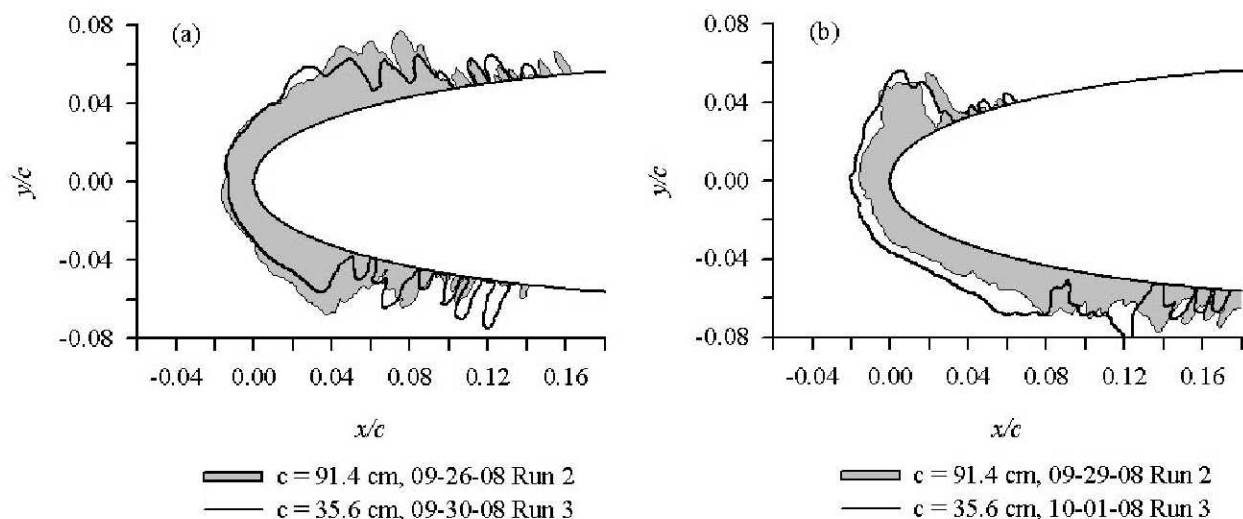 (a)
0.08
0.04
0.00
-0.04
-0.08
y/c
-0.04 0.00 0.04 0.08 0.12 0.16
x/c
c = 91.4 cm, 09-26-08 Run 2
c = 35.6 cm, 09-30-08 Run 3
(b)
0.08
0.04
0.00
-0.04
-0.08
y/c
-0.04 0.00 0.04 0.08 0.12 0.16
x/c
c = 91.4 cm, 09-29-08 Run 2
c = 35.6 cm, 10-01-08 Run 3